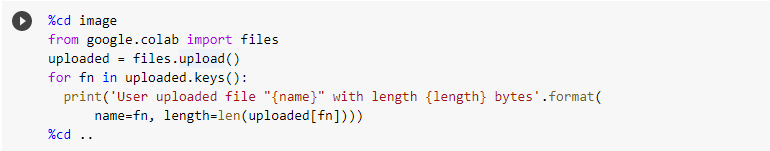 %cd image
from google.colab import files
uploaded = files.upload()
for fn in uploaded.keys():
  print('User uploaded file "{name}" with length {length} bytes'.format(
      name=fn, length=len(uploaded[fn])))
%cd ..